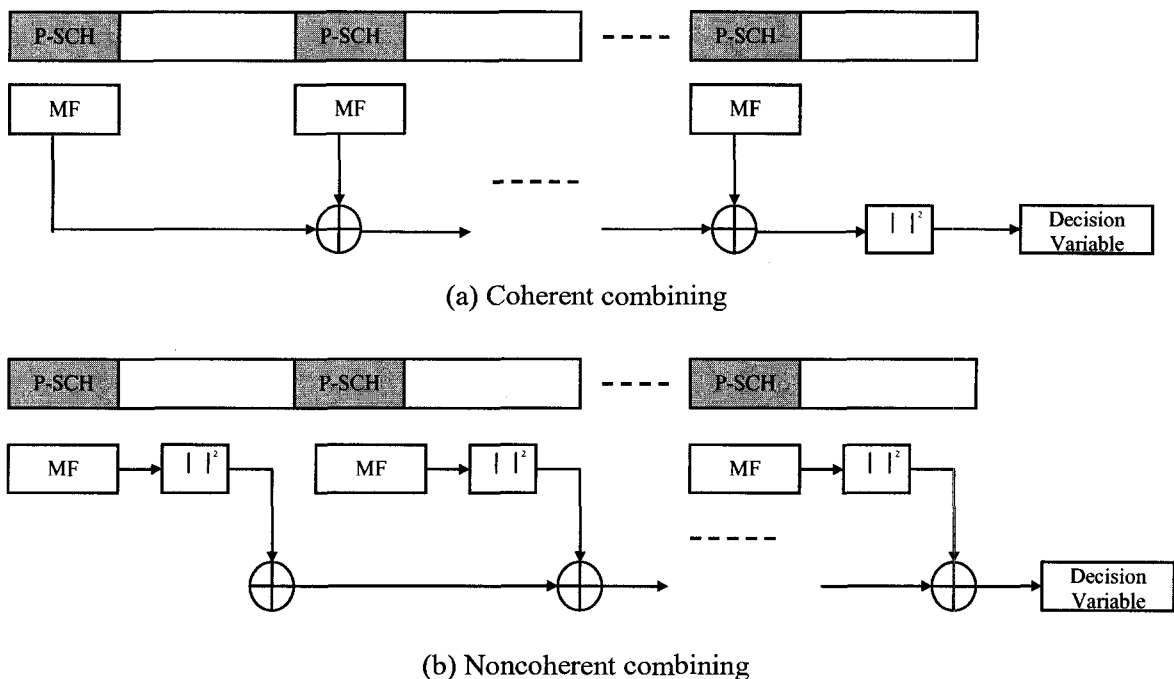 P-SCH P-SCH P-SCH
MF MF MF
| |² Decision
Variable
(a) Coherent combining
P-SCH P-SCH P-SCH
MF | |² MF | |² MF | |²
Decision
Variable
(b) Noncoherent combining